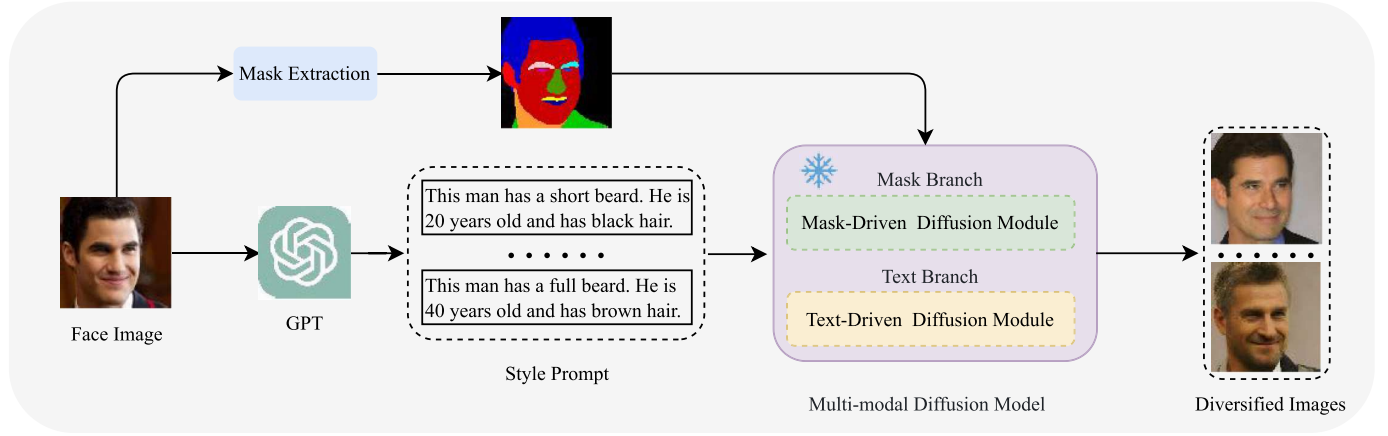 Mask Extraction
This man has a short beard. He is
20 years old and has black hair.
......
This man has a full beard. He is
40 years old and has brown hair.
Mask Branch
Mask-Driven Diffusion Module
Text Branch
Text-Driven Diffusion Module
......
Face Image
GPT
Style Prompt
Multi-modal Diffusion Model
Diversified Images